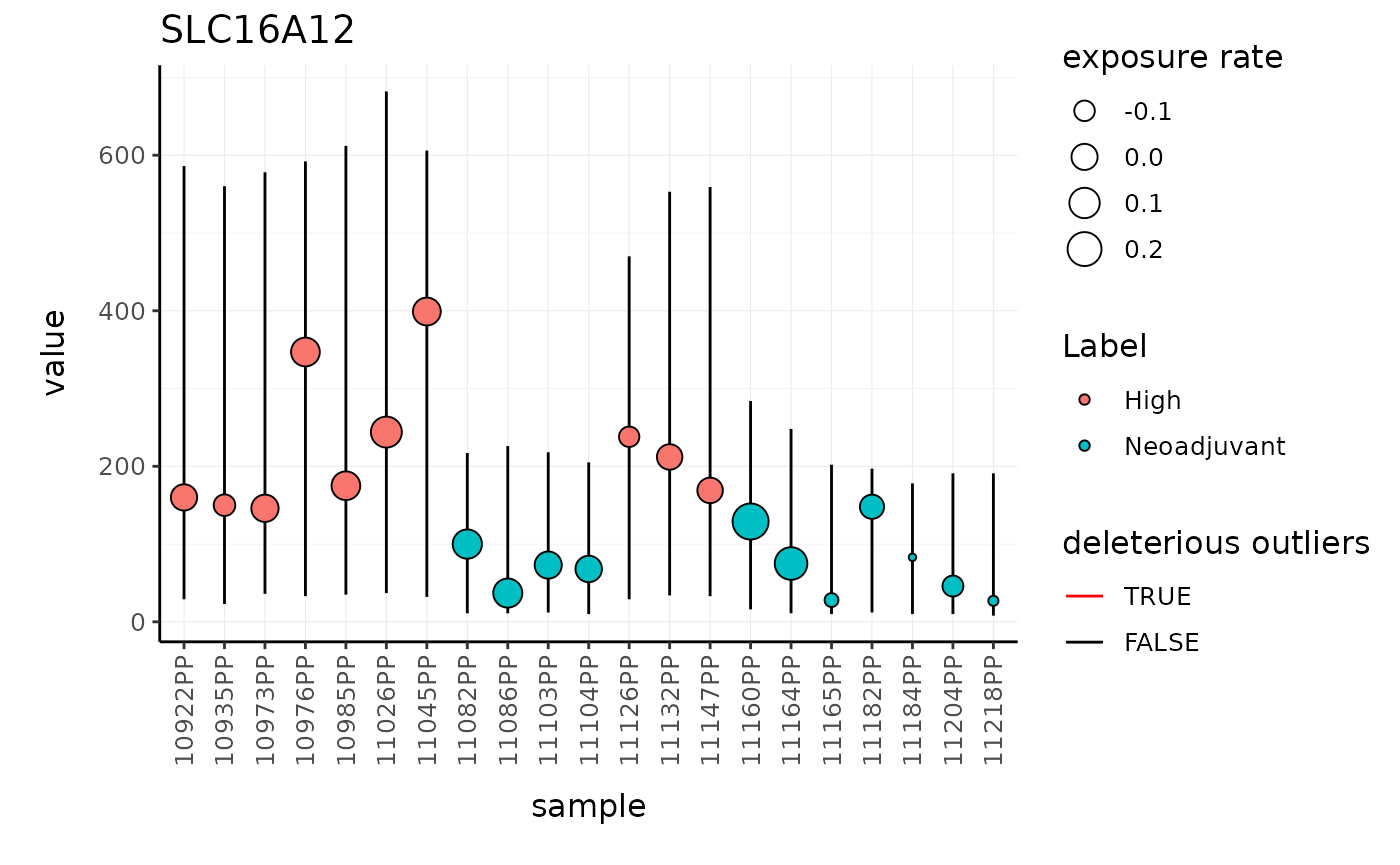 SLC16A12
value
600
400
200
0
10922PP
10935PP
10973PP
10976PP
10985PP
11026PP
11045PP
11082PP
11086PP
11103PP
11104PP
11126PP
11132PP
11147PP
11160PP
11164PP
11165PP
11182PP
11184PP
11204PP
11218PP
sample
exposure rate
-0.1
0.0
0.1
0.2
Label
High
Neoadjuvant
deleterious outliers
TRUE
FALSE